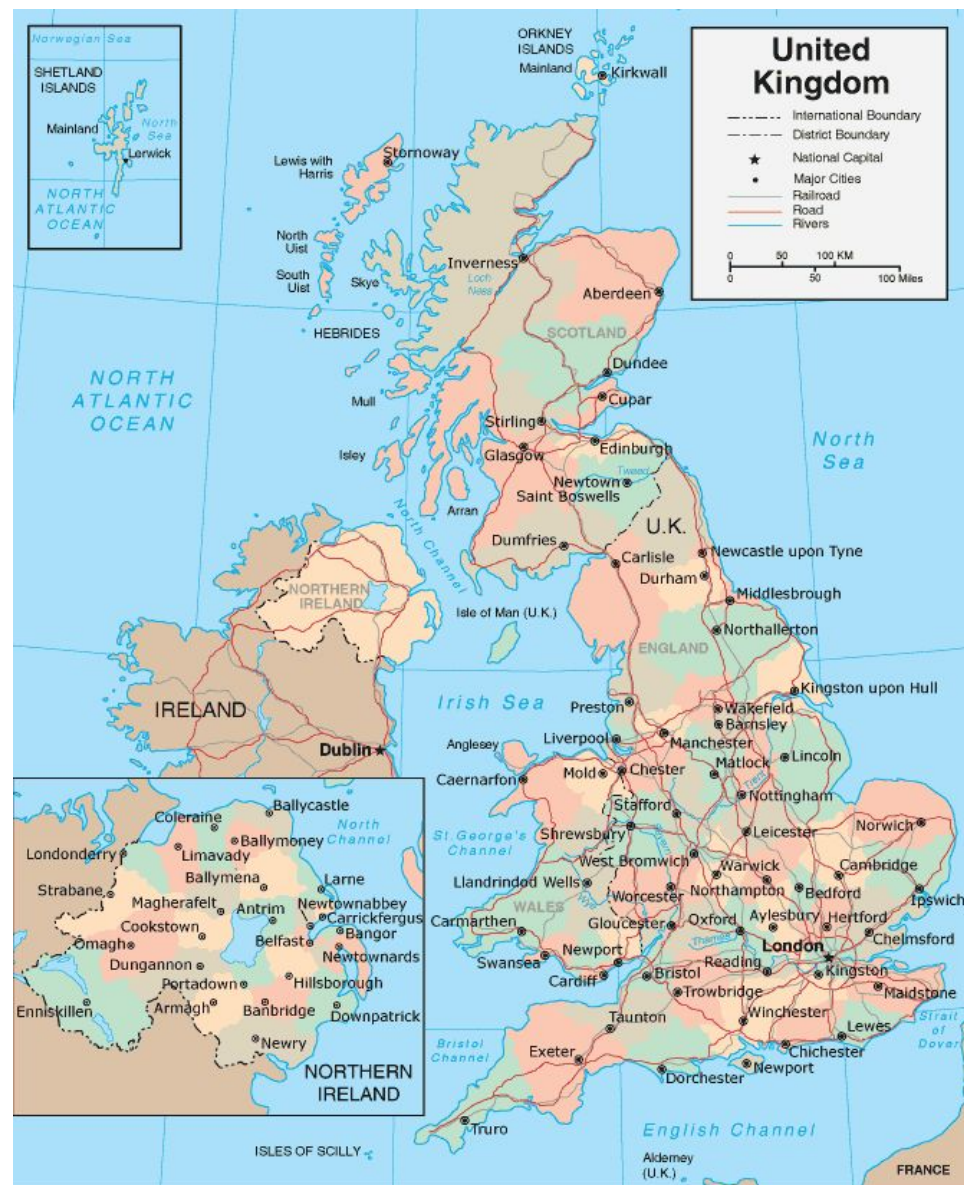 Norwegian Sea
SHETLAND
ISLANDS
Mainland
North
Sea
Lerwick
NORTH
ATLANTIC
OCEAN
ORKNEY
ISLANDS
Mainland
Kirkwall
United
Kingdom
International Boundary
District Boundary
National Capital
Major Cities
Railroad
Road
Rivers
0 50 100 KM
0 50 100 Miles
Lewis with
Harris
Stornoway
North
Uist
South
Uist
Skye
HEBRIDES
Inverness
Loch
Ness
Aberdeen
SCOTLAND
NORTH
ATLANTIC
OCEAN
Mull
Dundee
Cupar
Stirling
Isley
Glasgow
Edinburgh
North
Sea
Tweed
Newtown
Saint Boswells
Arran
North Channel
U.K.
Dumfries
Carlisle
Newcastle upon Tyne
Durham
NORTHERN
IRELAND
Isle of Man (U.K.)
Middlesbrough
Northallerton
ENGLAND
Kingston upon Hull
IRELAND
Irish Sea
Preston
Wakefield
Barnsley
Dublin
Anglesey
Liverpool
Manchester
Lincoln
Caernarfon
Mold
Chester
Matlock
Trent
Nottingham
Stafford
St. George's
Channel
Shrewsbury
Severn
Leicester
Norwich
West Bromwich
Warwick
Cambridge
Llandrindod Wells
Wye
Worcester
Northampton
Bedford
Ipswich
WALES
Carmarthen
Gloucester
Oxford
Aylesbury
Hertford
Thames
London
Chelmsford
Swansea
Newport
Cardiff
Bristol
Reading
Kingston
Maidstone
Trowbridge
Winchester
Strait
of
Dover
Bristol
Channel
Taunton
Lewes
Exeter
Chichester
Dorchester
Newport
Truro
ISLES OF SCILLY
English Channel
Alderney
(U.K.)
FRANCE
Ballycastle
Coleraine
North
Channel
Londonderry
Limavady
Ballymoney
Strabane
Ballymena
Larne
Magherafelt
Antrim
Newtownabbey
Carrickfergus
Cookstown
Omagh
Belfast
Bangor
Dungannon
Newtownards
Portadown
Hillsborough
Enniskillen
Armagh
Banbridge
Downpatrick
Newry
NORTHERN
IRELAND